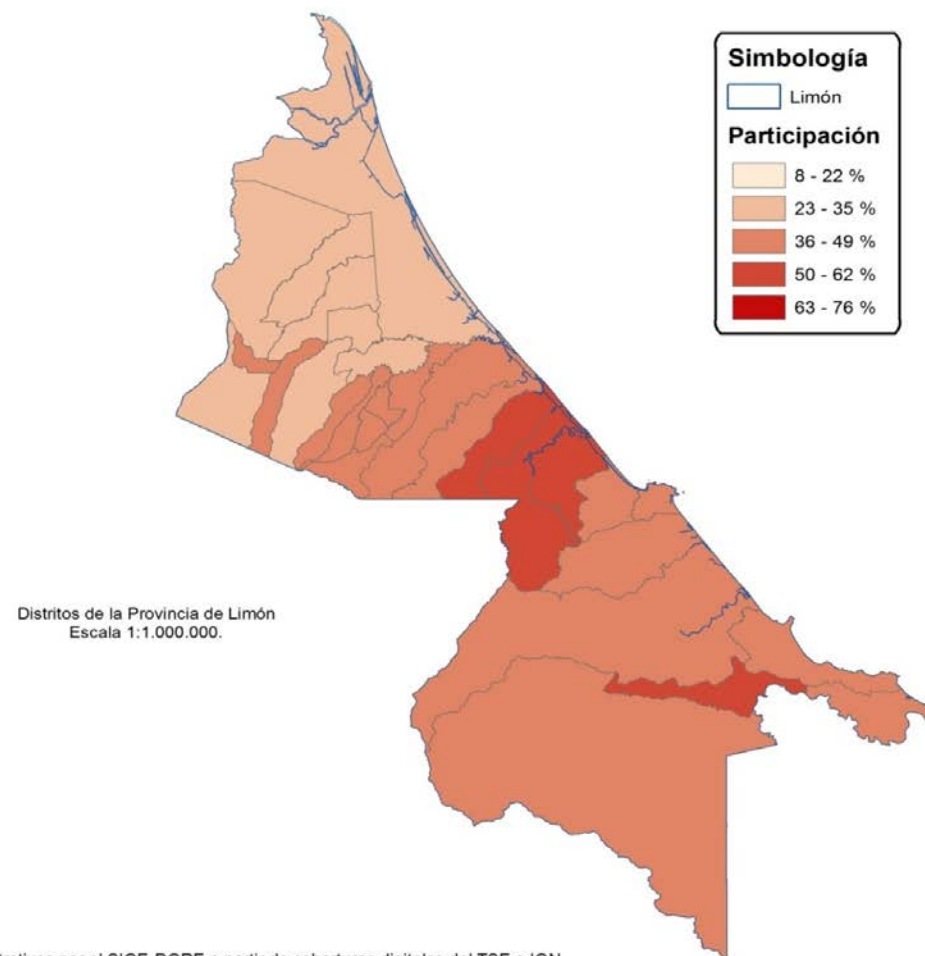 Simbología
Limón
Participación
8 - 22 %
23 - 35 %
36 - 49 %
50 - 62 %
63 - 76 %
Distritos de la Provincia de Limón
Escala 1:1.000.000.